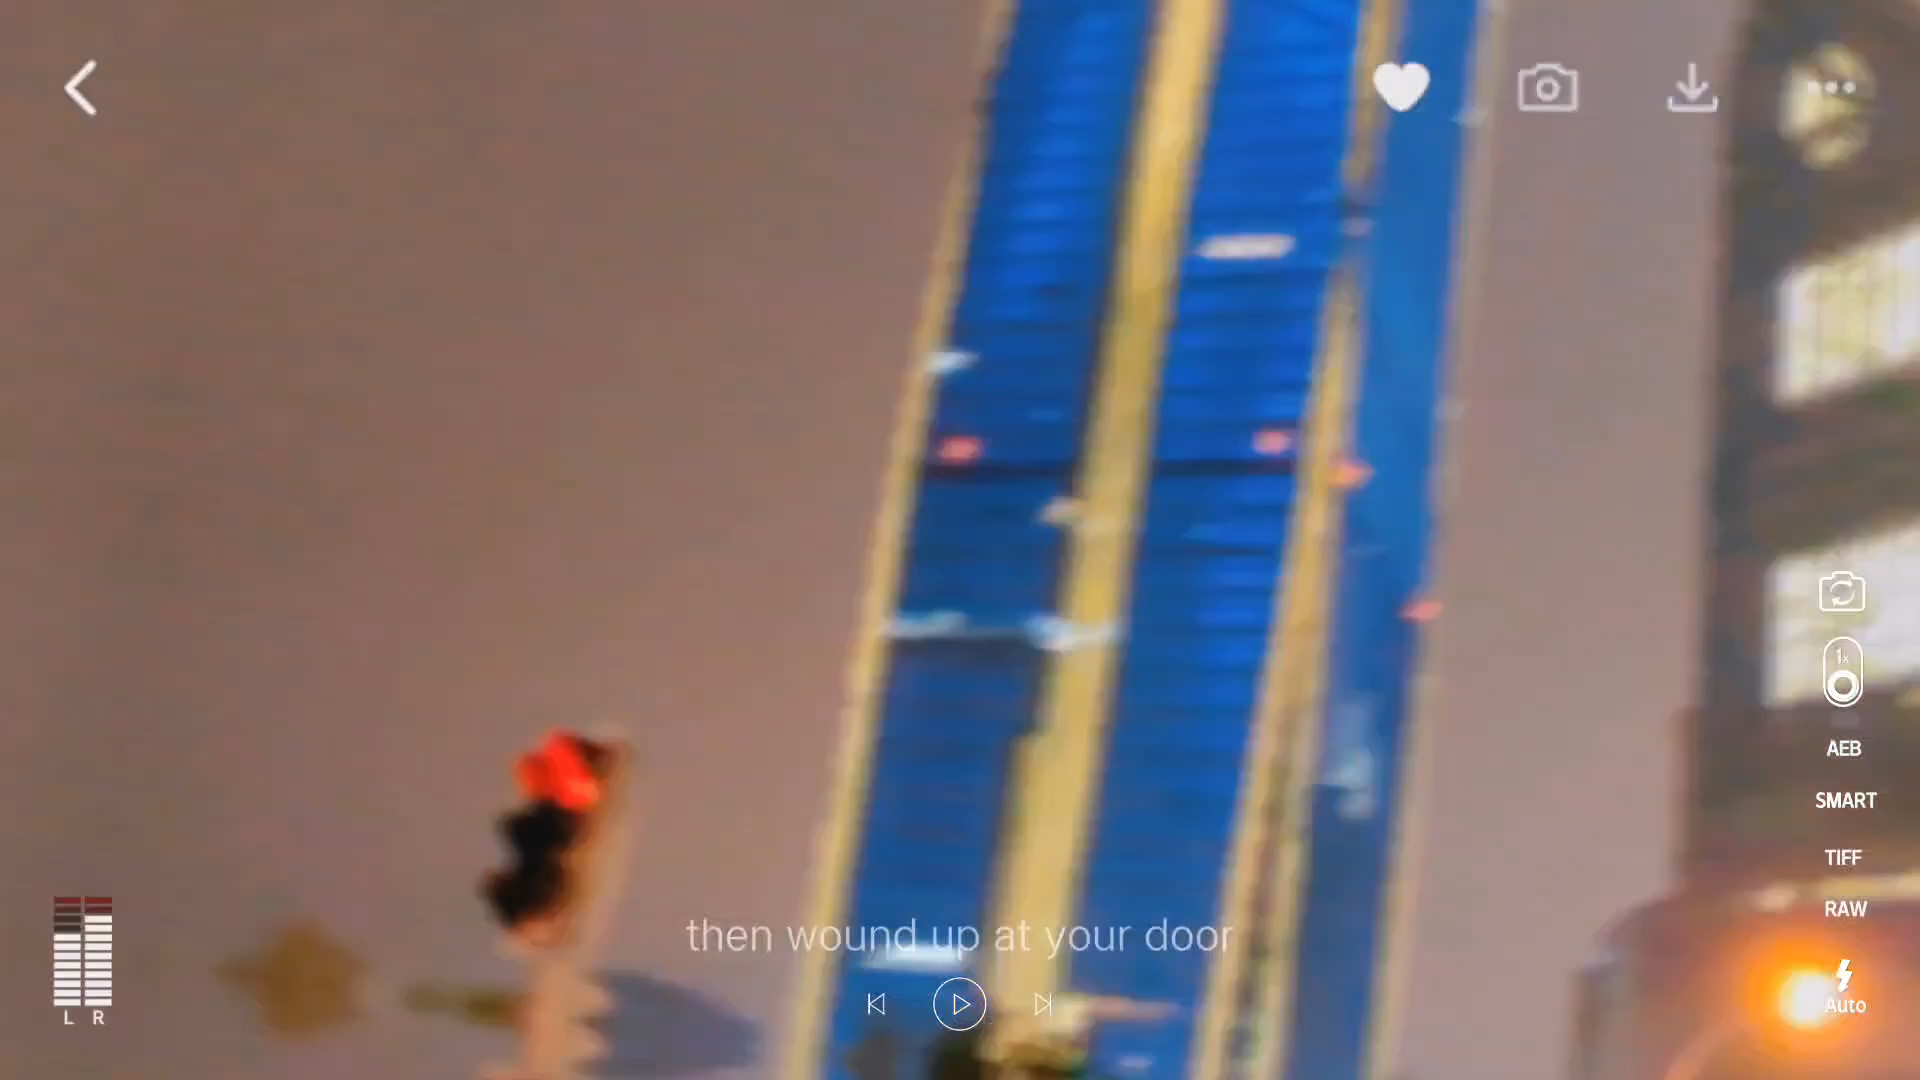 1x
AEB
SMART
TIFF
RAW
then wound up at your door
Auto
L R